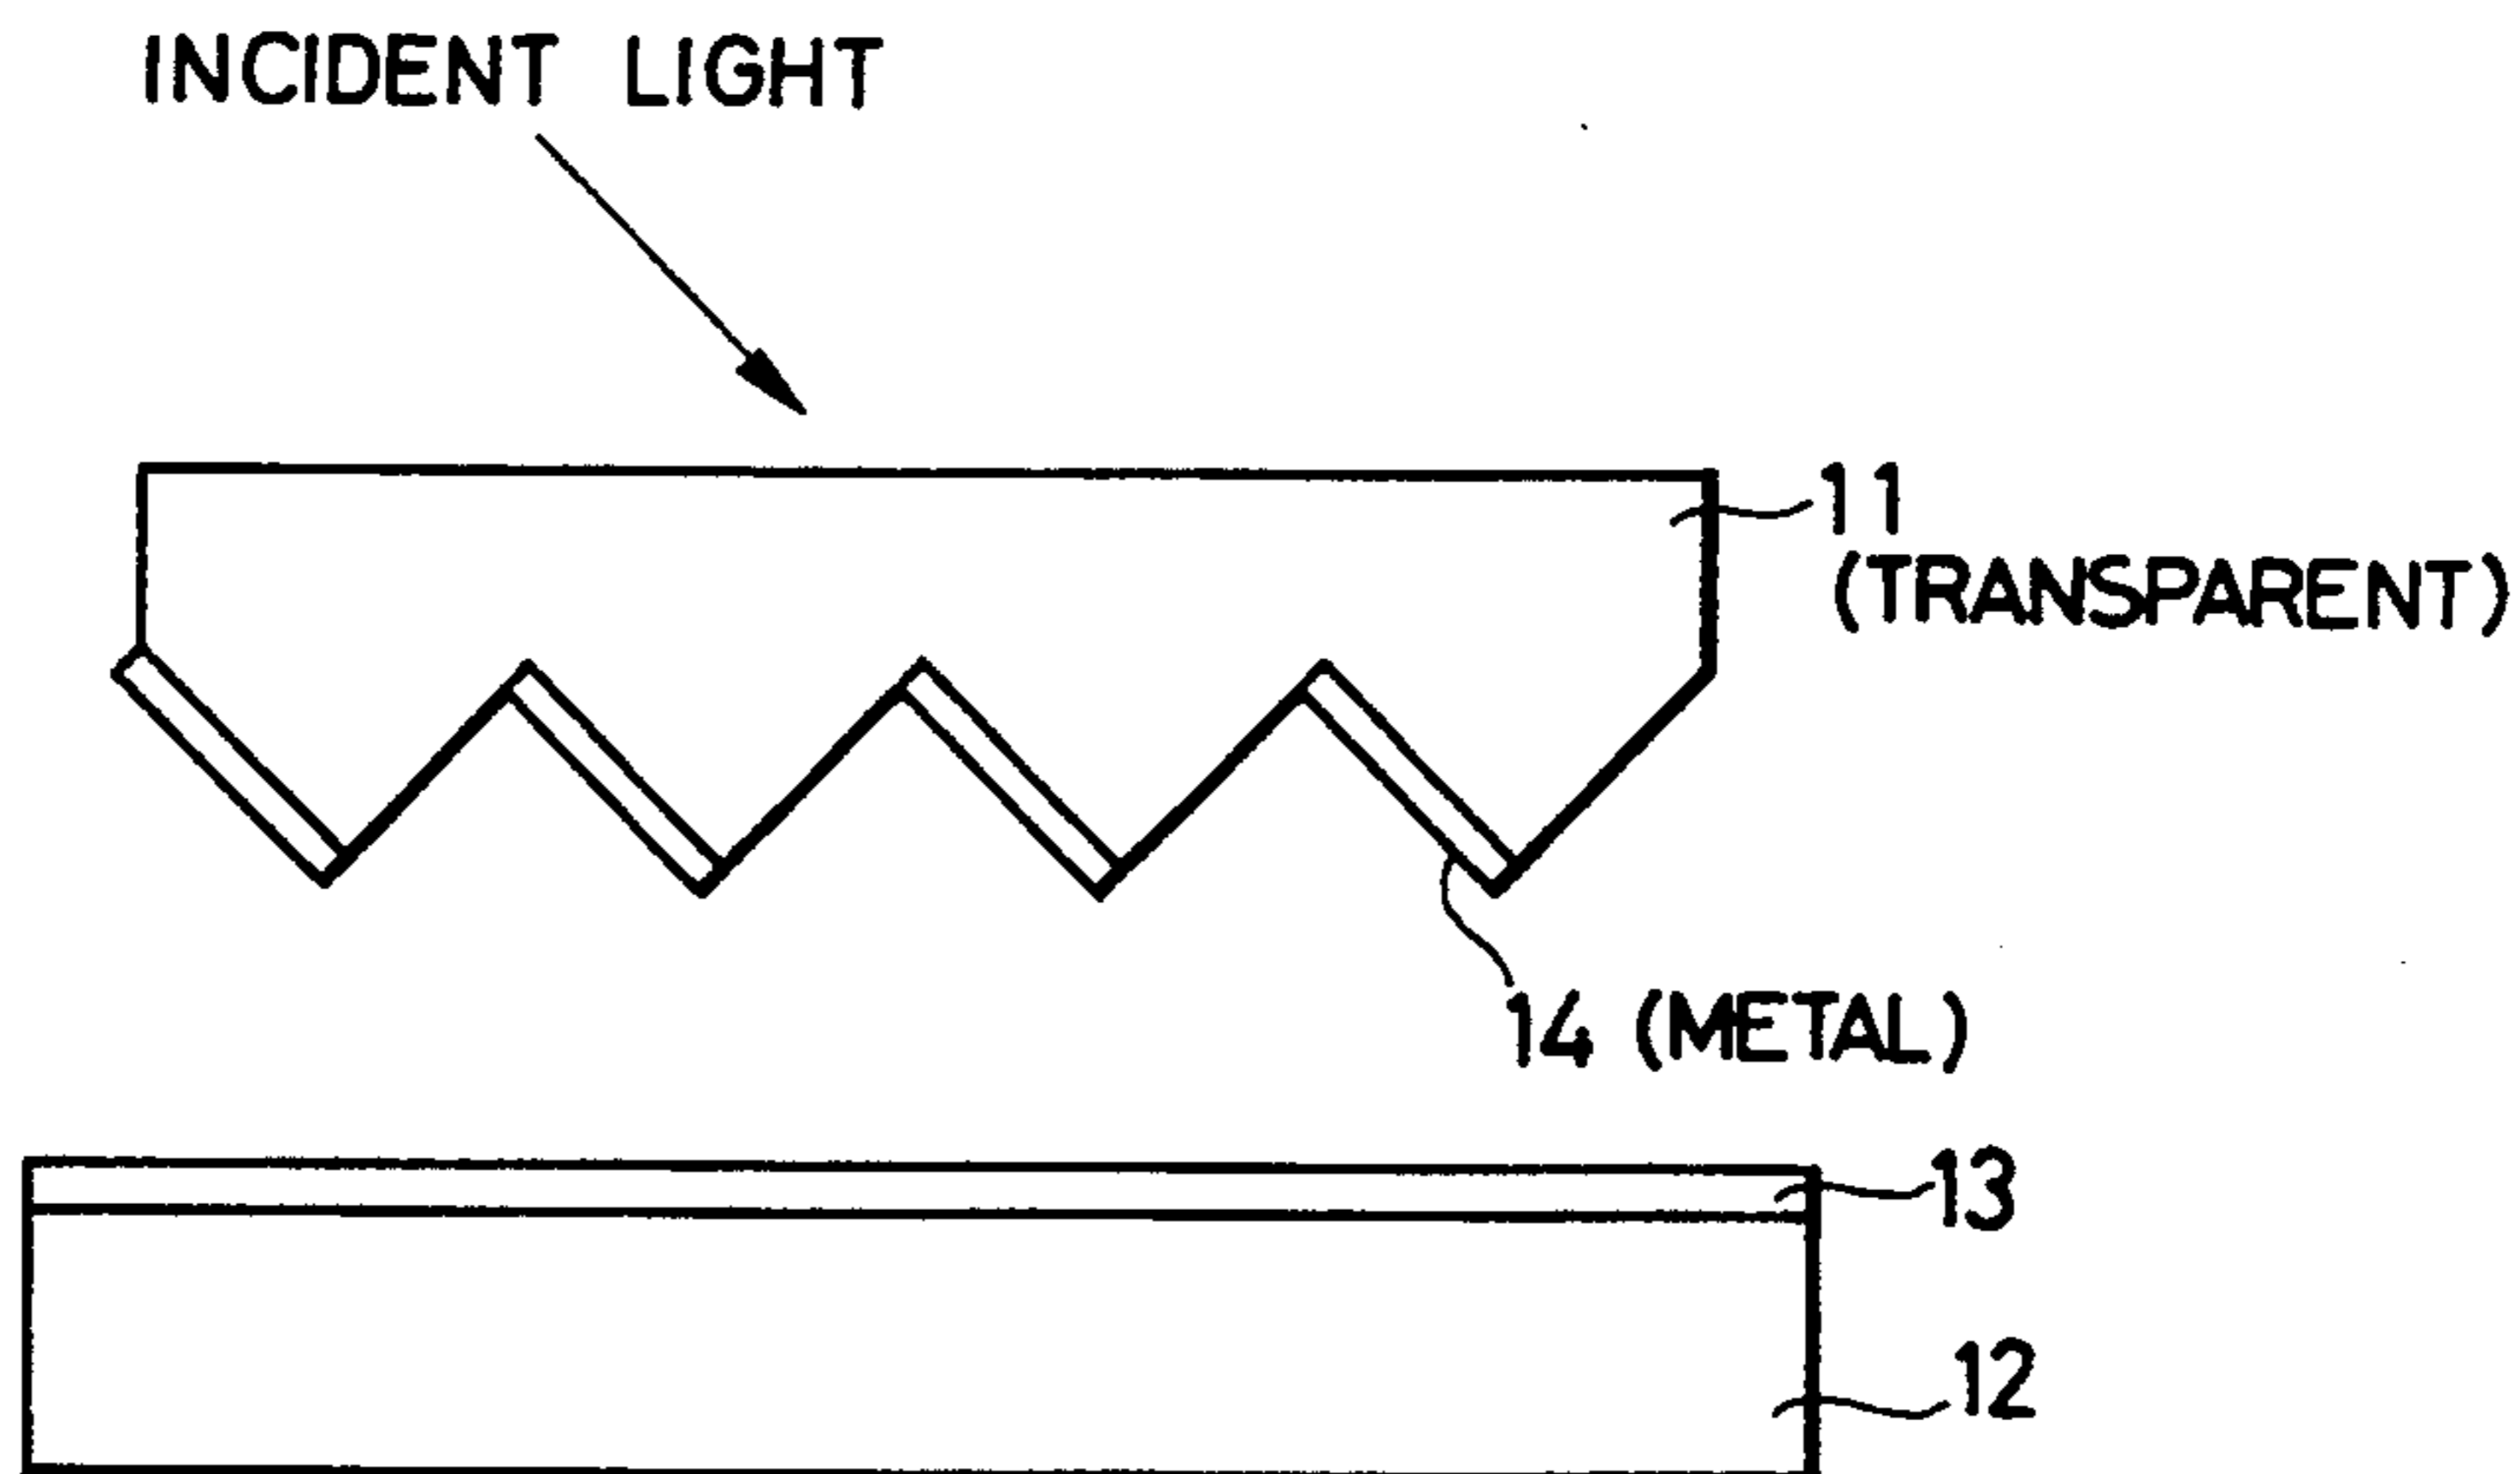 INCIDENT LIGHT
11
(TRANSPARENT)
14 (METAL)
13
12